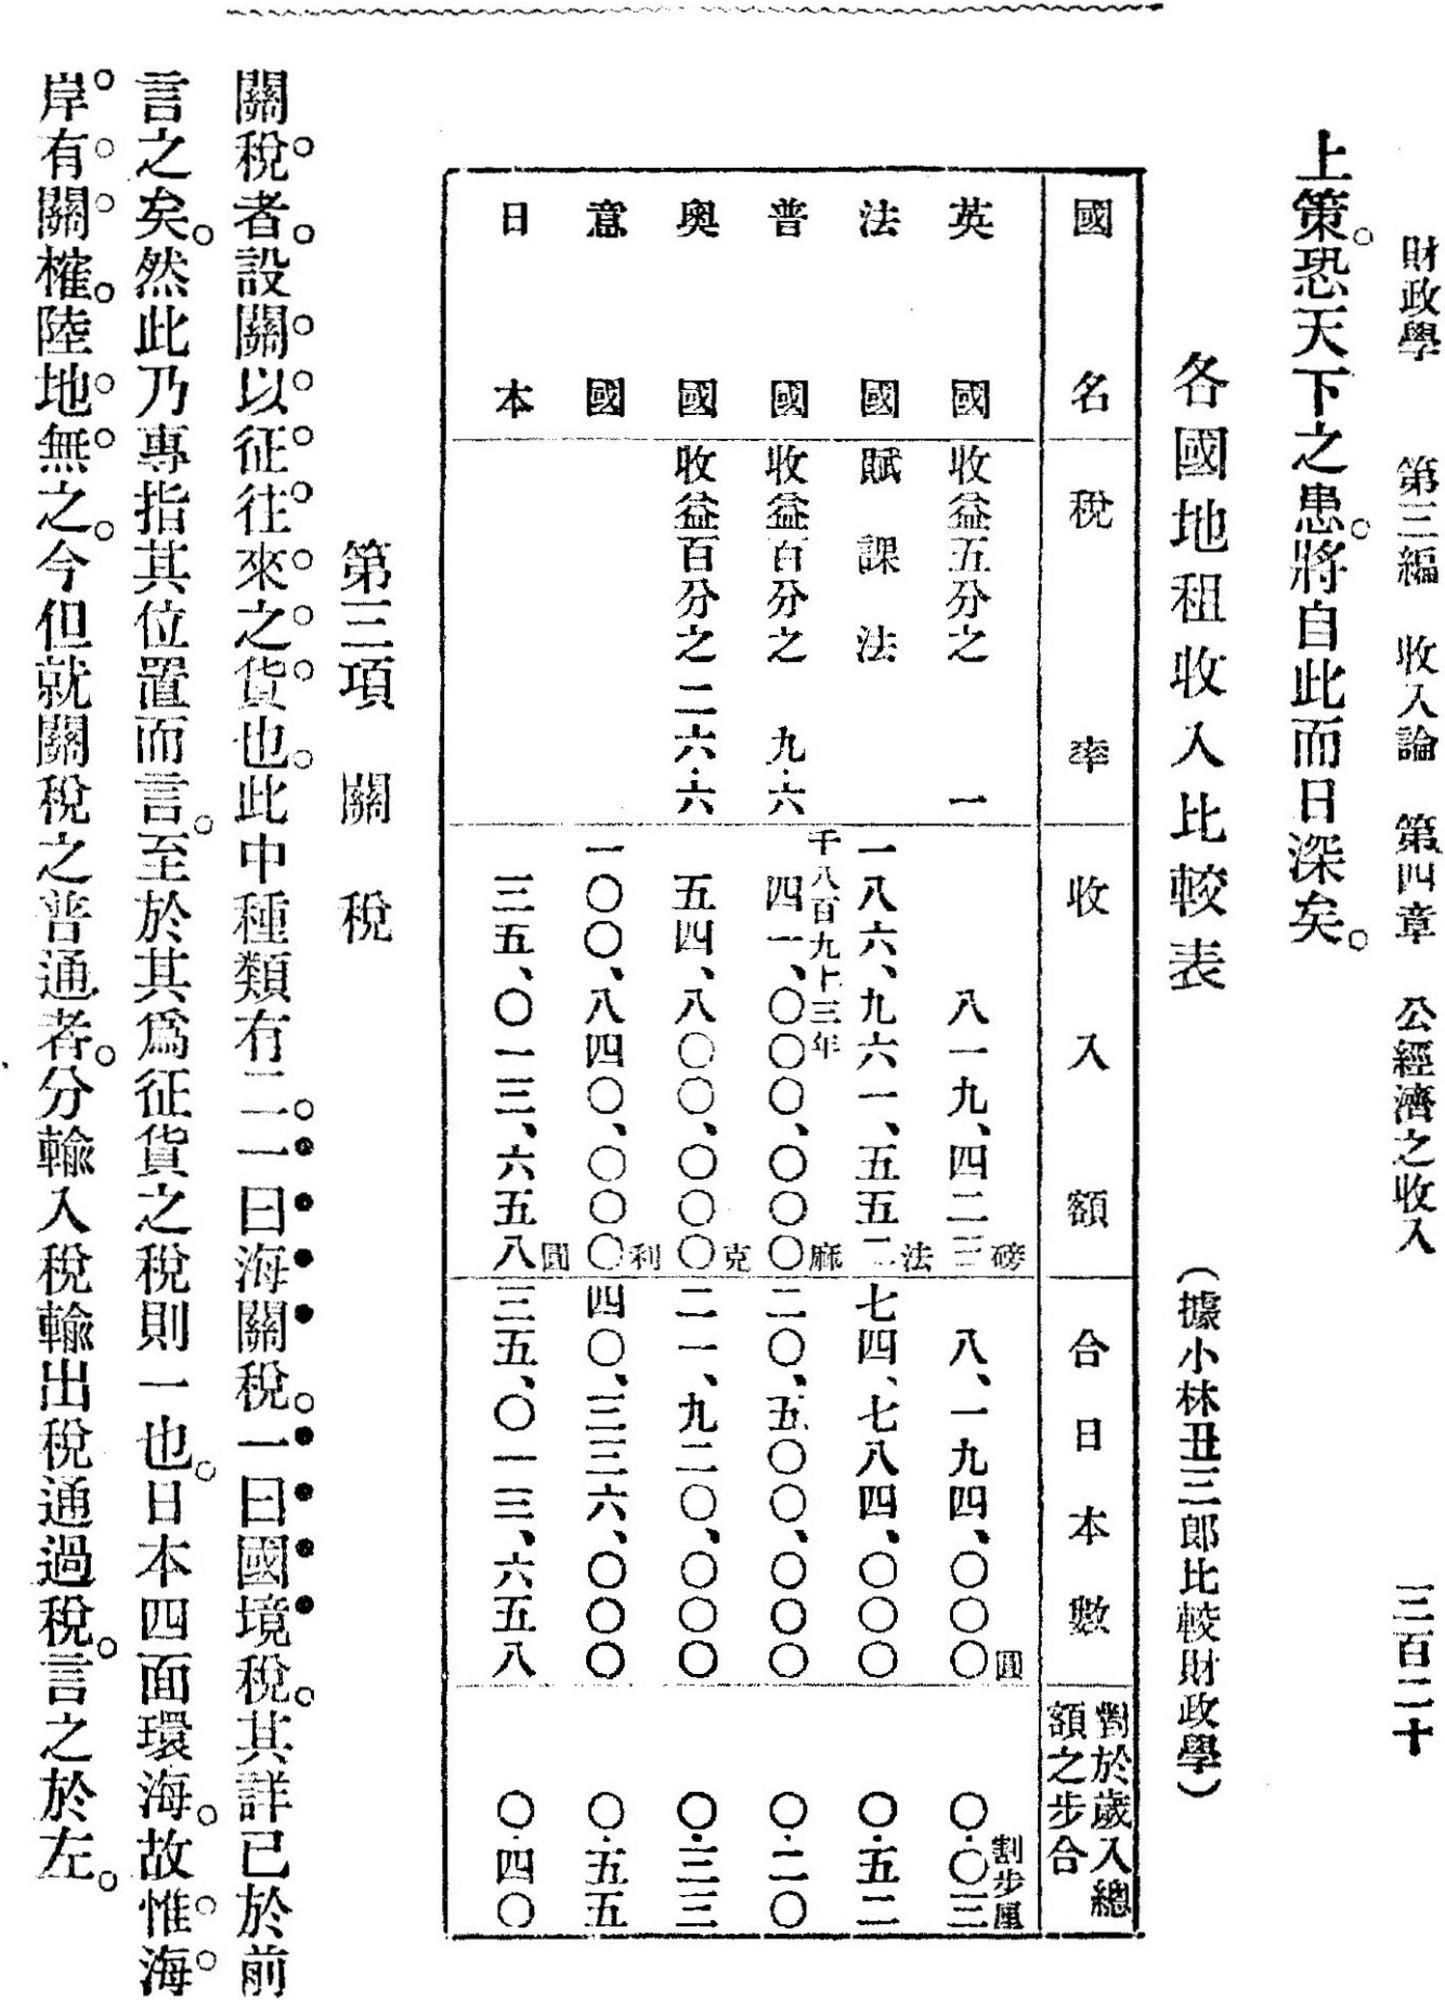 財政學　第三編　收入論　第四章　公經濟之收入　三百二十
上策。恐天下之患。將自此而日深矣。
各國地租收入比較表　（據小林丑三郎比較財政學）
國名　稅率　收入額　合日本數　對於歲入總額之步合
英國　收益五分之一　八一九、四二三磅　八、一九四、〇〇〇圓　〇・〇三割步厘
法國　賦課法　一八六、九六一、五五二法　七四、七八四、〇〇〇　〇・五二
千八百九十三年
普國　收益百分之九・六　四一、〇〇〇、〇〇〇麻　二〇、五〇〇、〇〇〇　〇・二〇
奧國　收益百分之二六・六　五四、八〇〇、〇〇〇克　二一、九二〇、〇〇〇　〇・三三
意國　一〇〇、八四〇、〇〇〇利　四〇、三三六、〇〇〇　〇・五五
日本　三五、〇一三、六五八圓　三五、〇一三、六五八　〇・四〇
第三項　關稅
關稅者。設關以征往來之貨也。此中種類有二。一曰海關稅。一曰國境稅。其詳已於前
言之矣。然此乃專指其位置而言。至於其爲征貨之稅則一也。日本四面環海。故惟海
岸有關榷。陸地無之。今但就關稅之普通者。分輸入稅輸出稅通過稅。言之於左。